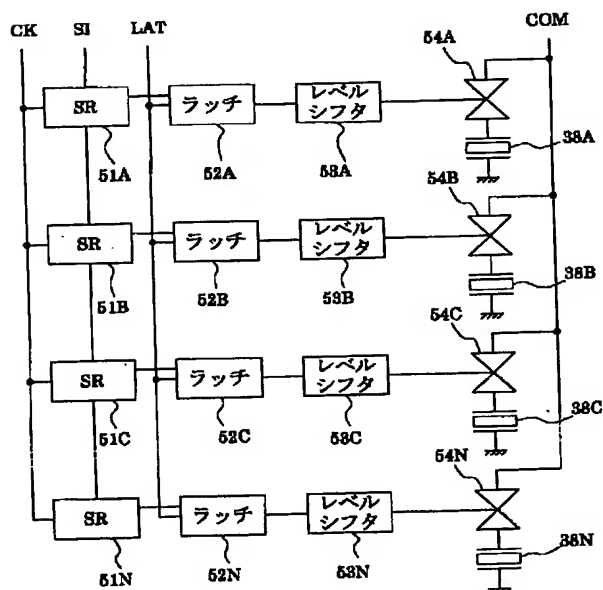 CK SI LAT COM
54A
SR ラッチ レベル
シフタ
51A 52A 53A 38A
54B
SR ラッチ レベル
シフタ
51B 52B 53B 38B
54C
SR ラッチ レベル
シフタ
51C 52C 53C 38C
54N
SR ラッチ レベル
シフタ
51N 52N 53N 38N